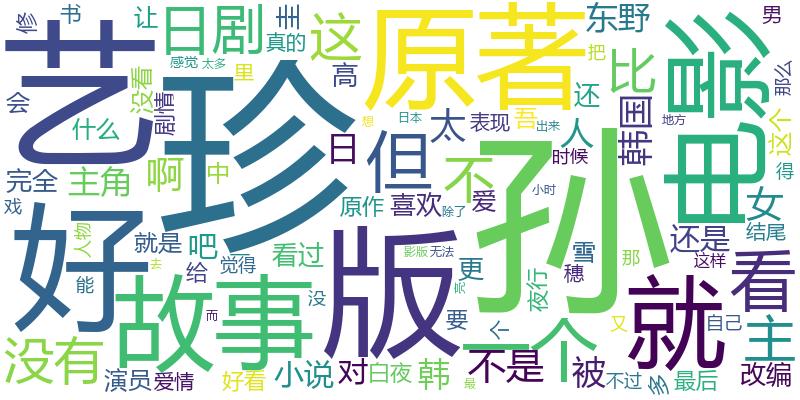 修
书
让
日剧
真的
圭
这
原著
东野
男
艺
感觉
太多
里
高
把
比
电影
那么
没看
剧情
会
什么
珍
想
日本
还
吾
出来
地方
韩国
这个
但
太
表现
人
日
时候
完全
主角
啊
中
不
孙
得
戏
好
原作
喜欢
除了
爱
小时
女
人物
就是
吧
看过
影版
无法
雪
还是
结尾
能
去
给
觉得
版
更
穗
夜行
那
这样
看
故事
没
而
亮
要
个
一个
就
又
自己
主
没有
演员
爱情
好看
小说
对
白夜
韩
不是
最
被
不过
多
最后
改编